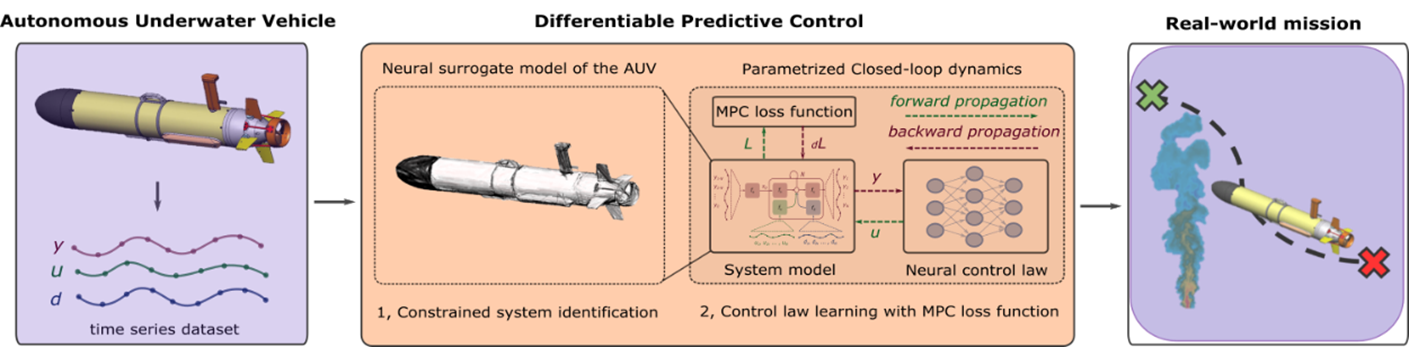 Autonomous Underwater Vehicle
Differentiable Predictive Control
Real-world mission
Neural surrogate model of the AUV
Parametrized Closed-loop dynamics
MPC loss function
forward propagation
backward propagation
L
dL
y
u
System model
Neural control law
y
u
d
time series dataset
1, Constrained system identification
2, Control law learning with MPC loss function